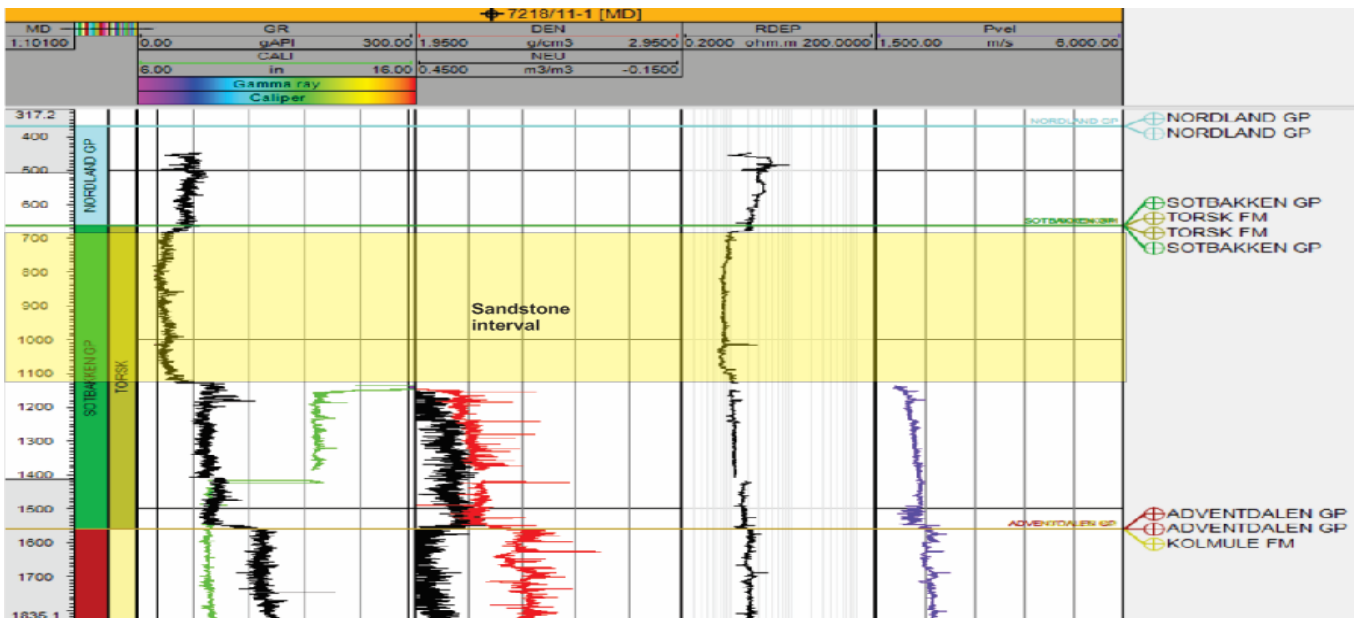 7218/11-1 [MD]
MD GR DEN RDEP Pvel
1:10100 0.00 gAPI 300.00 1.9500 g/cm3 2.9500 0.2000 ohm.m 200.0000 1,500.00 m/s 6,000.00
CALI NEU
6.00 in 16.00 0.4500 m3/m3 -0.1500
Gamma ray
Caliper
317.2
NORDLAND GP NORDLAND GP
NORDLAND GP
400
NORDLAND GP
500
600
SOTBAKKEN GP
TORSK FM
SOTBAKKEN GP TORSK FM
SOTBAKKEN GP
700
800
900
Sandstone
interval
1000
1100
SOTBAKKEN GP TORSK
1200
1300
1400
1500
ADVENTDALEN GP
ADVENTDALEN GP ADVENTDALEN GP
KOLMULE FM
1600
1700
1835.1